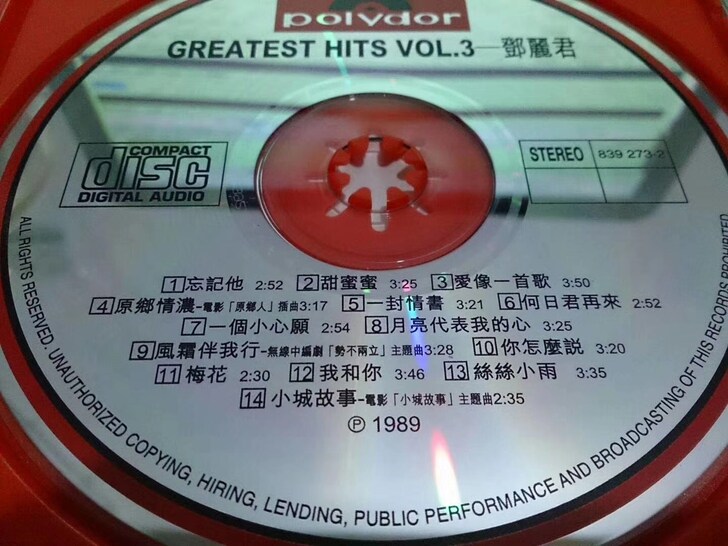 polydor
GREATEST HITS VOL.3—鄧麗君
COMPACT
disc
DIGITAL AUDIO
STEREO 839 273-2
1忘記他 2:52 2甜蜜蜜 3:25 3愛像一首歌 3:50
4原鄉情濃-電影「原鄉人」插曲3:17 5一封情書 3:21 6何日君再來 2:52
7一個小心願 2:54 8月亮代表我的心 3:25
9風霜伴我行-無線中編劇「勢不兩立」主題曲3:28 10你怎麼説 3:20
11梅花 2:30 12我和你 3:46 13絲絲小雨 3:35
14小城故事-電影「小城故事」主題曲2:35
℗ 1989
ALL RIGHTS RESERVED. UNAUTHORIZED COPYING, HIRING, LENDING, PUBLIC PERFORMANCE AND BROADCASTING OF THIS RECORD PROHIBITED